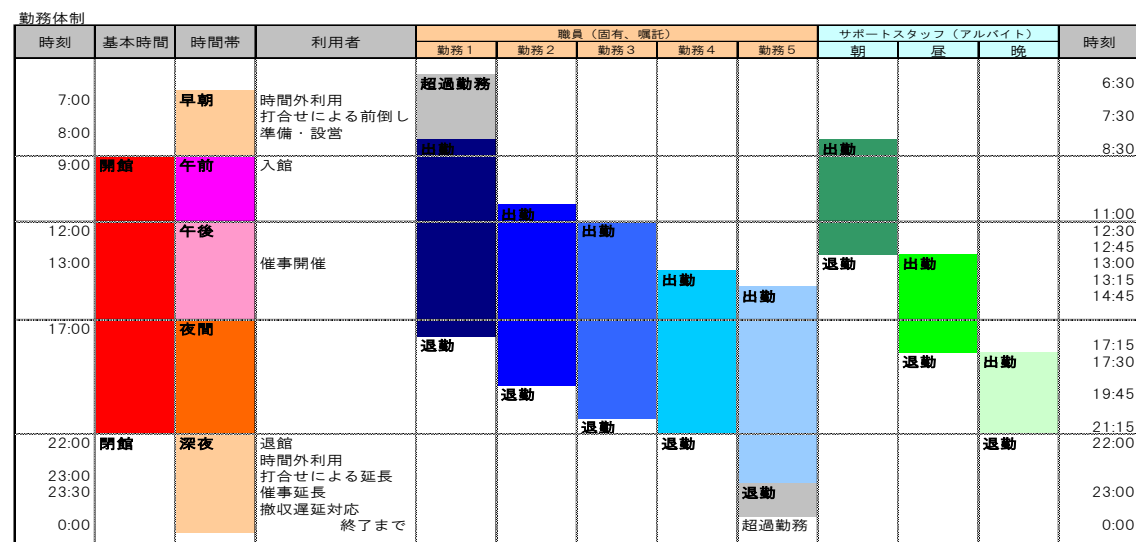 勤務体制
時刻 基本時間 時間帯 利用者 職員（固有、嘱託） サポートスタッフ（アルバイト） 時刻
勤務１ 勤務２ 勤務３ 勤務４ 勤務５ 朝 昼 晩
超過勤務 6:30
7:00 早朝 時間外利用
打合せによる前倒し 7:30
8:00 準備・設営
出勤 出勤 8:30
9:00 開館 午前 入館
出勤 11:00
12:00 午後 出勤 12:30
12:45
13:00 催事開催 退勤 出勤 13:00
出勤 13:15
出勤 14:45
17:00 夜間
退勤 17:15
退勤 出勤 17:30
退勤 19:45
退勤 21:15
22:00 閉館 深夜 退館 退勤 退勤 22:00
時間外利用
23:00 打合せによる延長
23:30 催事延長 退勤 23:00
撤収遅延対応
0:00 終了まで 超過勤務 0:00